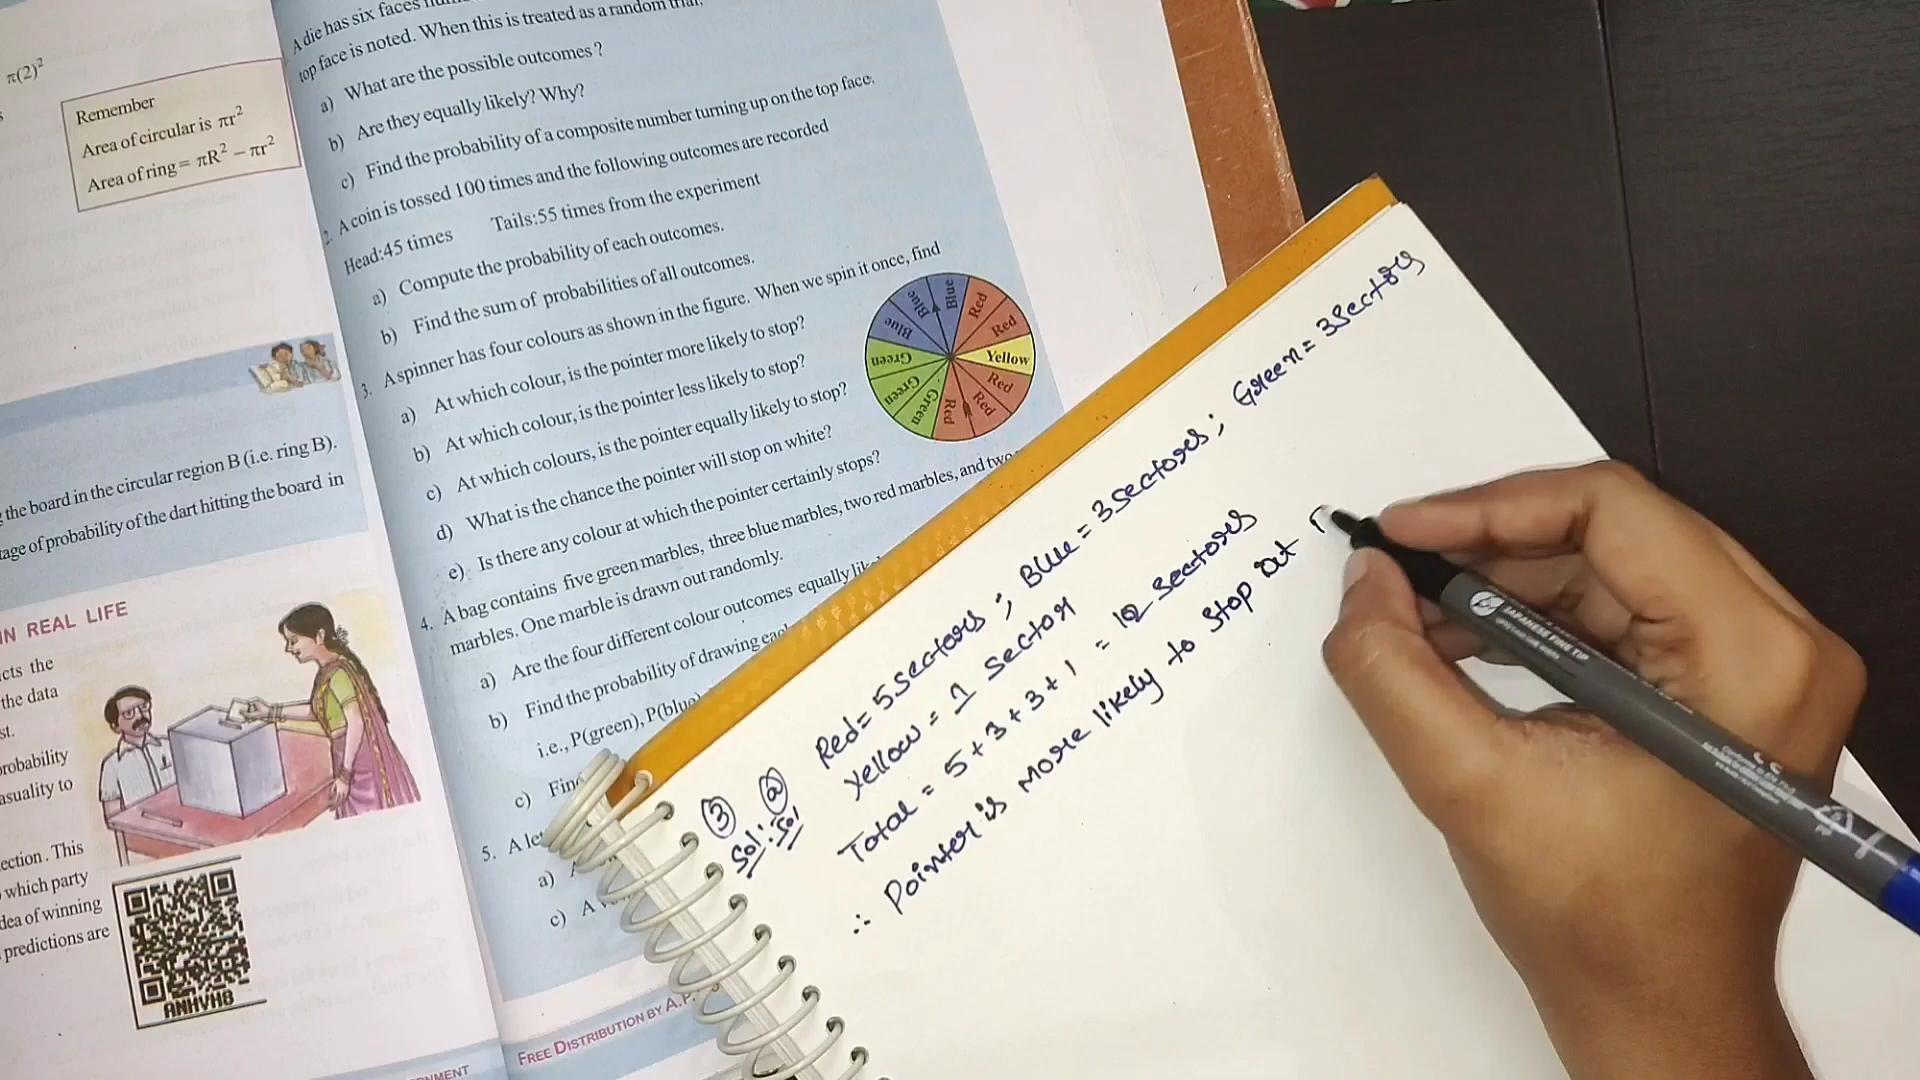 π(2)²
Remember
Area of circular is πr²
Area of ring = πR² − πr²
the board in the circular region B (i.e. ring B).
tage of probability of the dart hitting the board in
IN REAL LIFE
cts the
the data
st.
robability
asuality to
ection. This
which party
dea of winning
predictions are
ANHVH8
A die has six faces
top face is noted. When this is treated as a random trial.
a) What are the possible outcomes ?
b) Are they equally likely? Why?
c) Find the probability of a composite number turning up on the top face.
2. A coin is tossed 100 times and the following outcomes are recorded
Head:45 times Tails:55 times from the experiment
a) Compute the probability of each outcomes.
b) Find the sum of probabilities of all outcomes.
3. A spinner has four colours as shown in the figure. When we spin it once, find
a) At which colour, is the pointer more likely to stop?
b) At which colour, is the pointer less likely to stop?
c) At which colours, is the pointer equally likely to stop?
d) What is the chance the pointer will stop on white?
e) Is there any colour at which the pointer certainly stops?
Blue
Blue
Blue
Red
Red
Yellow
Red
Red
Red
Green
Green
Green
4. A bag contains five green marbles, three blue marbles, two red marbles, and two
marbles. One marble is drawn out randomly.
a) Are the four different colour outcomes equally lik
b) Find the probability of drawing eac
i.e., P(green), P(blue)
c) Fin
5. A let
a) A
c) A
FREE DISTRIBUTION BY A.P.
NMENT
③ ⓐ Red = 5 Sectors ; Blue = 3 Sectors ; Green = 3 Sectors
Sol: Sol Yellow = 1 Sector
Total = 5 + 3 + 3 + 1 = 12 Sectors
∴ Pointer is more likely to stop at
JAPANESE FINE TIP